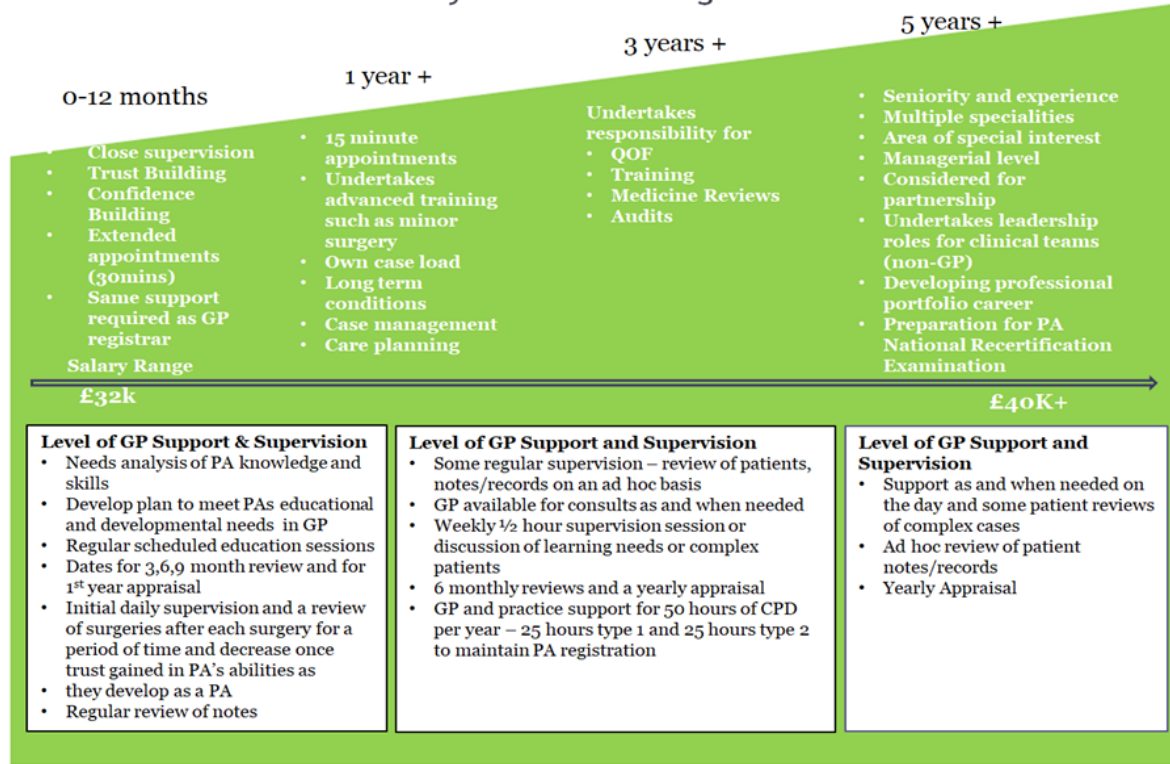 0-12 months
1 year +
3 years +
5 years +
• Close supervision
• Trust Building
• Confidence
Building
• Extended
appointments
(30mins)
• Same support
required as GP
registrar
• 15 minute
appointments
• Undertakes
advanced training
such as minor
surgery
• Own case load
• Long term
conditions
• Case management
• Care planning
Undertakes
responsibility for
• QOF
• Training
• Medicine Reviews
• Audits
• Seniority and experience
• Multiple specialities
• Area of special interest
• Managerial level
• Considered for
partnership
• Undertakes leadership
roles for clinical teams
(non-GP)
• Developing professional
portfolio career
• Preparation for PA
National Recertification
Examination
Salary Range
£32k
£40K+
Level of GP Support & Supervision
• Needs analysis of PA knowledge and
skills
• Develop plan to meet PAs educational
and developmental needs in GP
• Regular scheduled education sessions
• Dates for 3,6,9 month review and for
1st year appraisal
• Initial daily supervision and a review
of surgeries after each surgery for a
period of time and decrease once
trust gained in PA's abilities as
• they develop as a PA
• Regular review of notes
Level of GP Support and Supervision
• Some regular supervision – review of patients,
notes/records on an ad hoc basis
• GP available for consults as and when needed
• Weekly ½ hour supervision session or
discussion of learning needs or complex
patients
• 6 monthly reviews and a yearly appraisal
• GP and practice support for 50 hours of CPD
per year – 25 hours type 1 and 25 hours type 2
to maintain PA registration
Level of GP Support and
Supervision
• Support as and when needed on
the day and some patient reviews
of complex cases
• Ad hoc review of patient
notes/records
• Yearly Appraisal